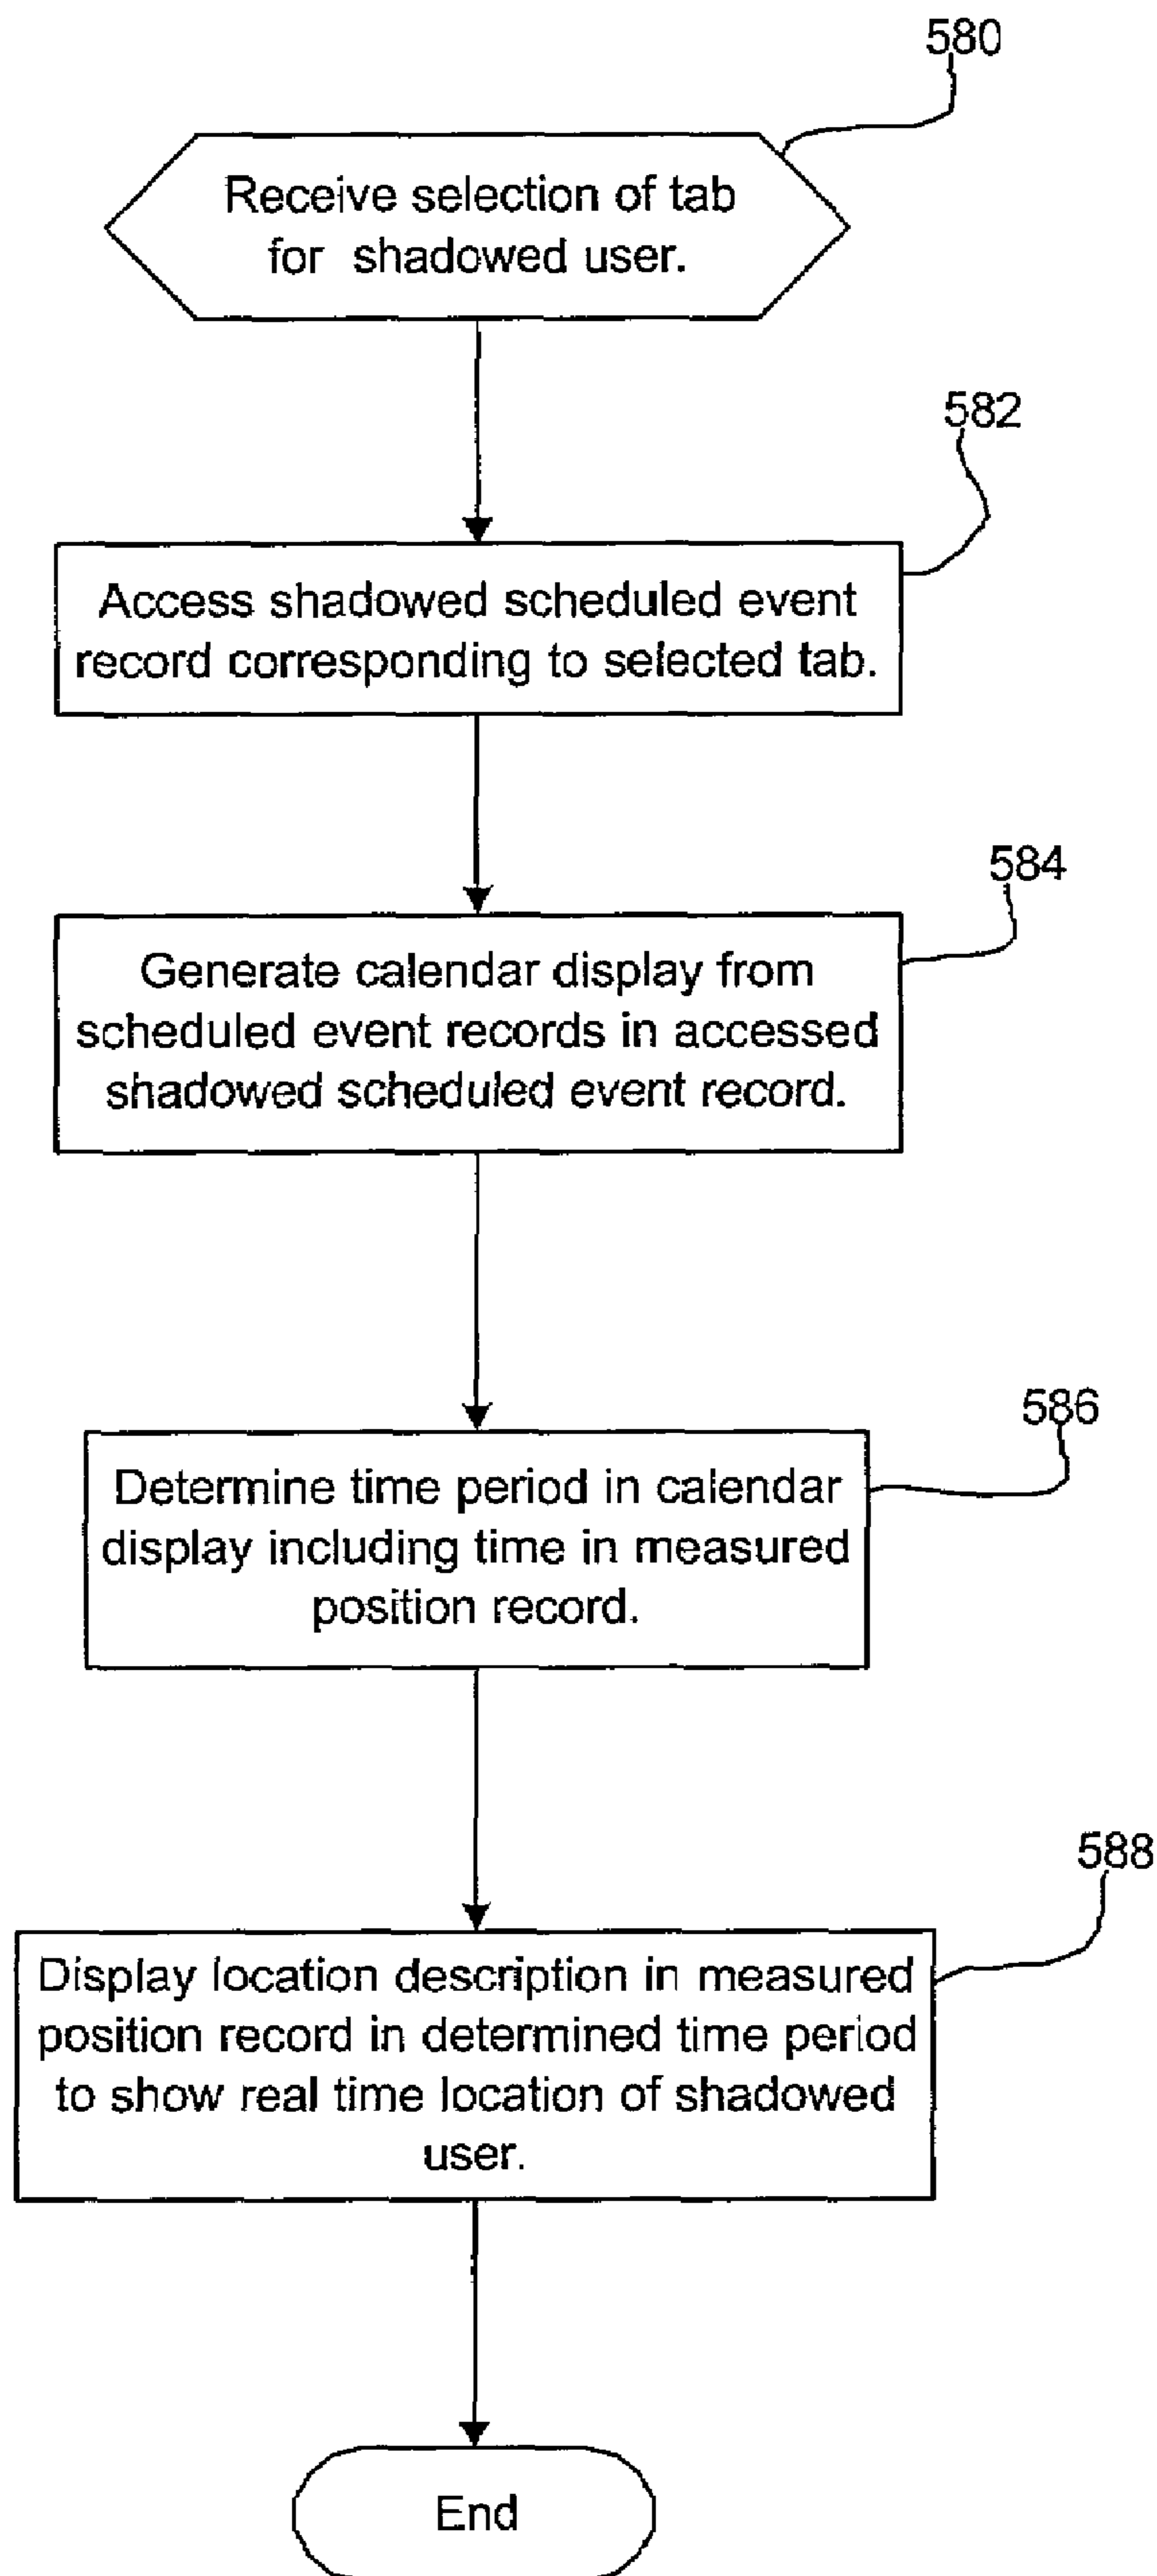 580
Receive selection of tab
for shadowed user.
582
Access shadowed scheduled event
record corresponding to selected tab.
584
Generate calendar display from
scheduled event records in accessed
shadowed scheduled event record.
586
Determine time period in calendar
display including time in measured
position record.
588
Display location description in measured
position record in determined time period
to show real time location of shadowed
user.
End